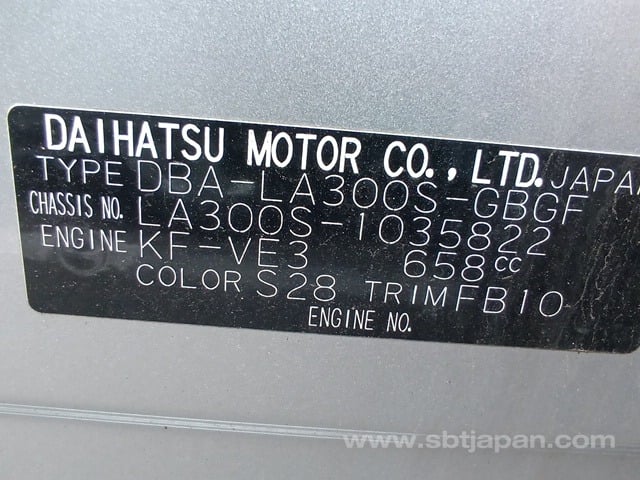 DAIHATSU MOTOR CO., LTD. JAPAN
TYPE DBA-LA300S-GBGF
CHASSIS NO. LA300S-1035822
ENGINE KF-VE3 658cc
COLOR S28 TRIM FB10
ENGINE NO.
www.sbtjapan.com